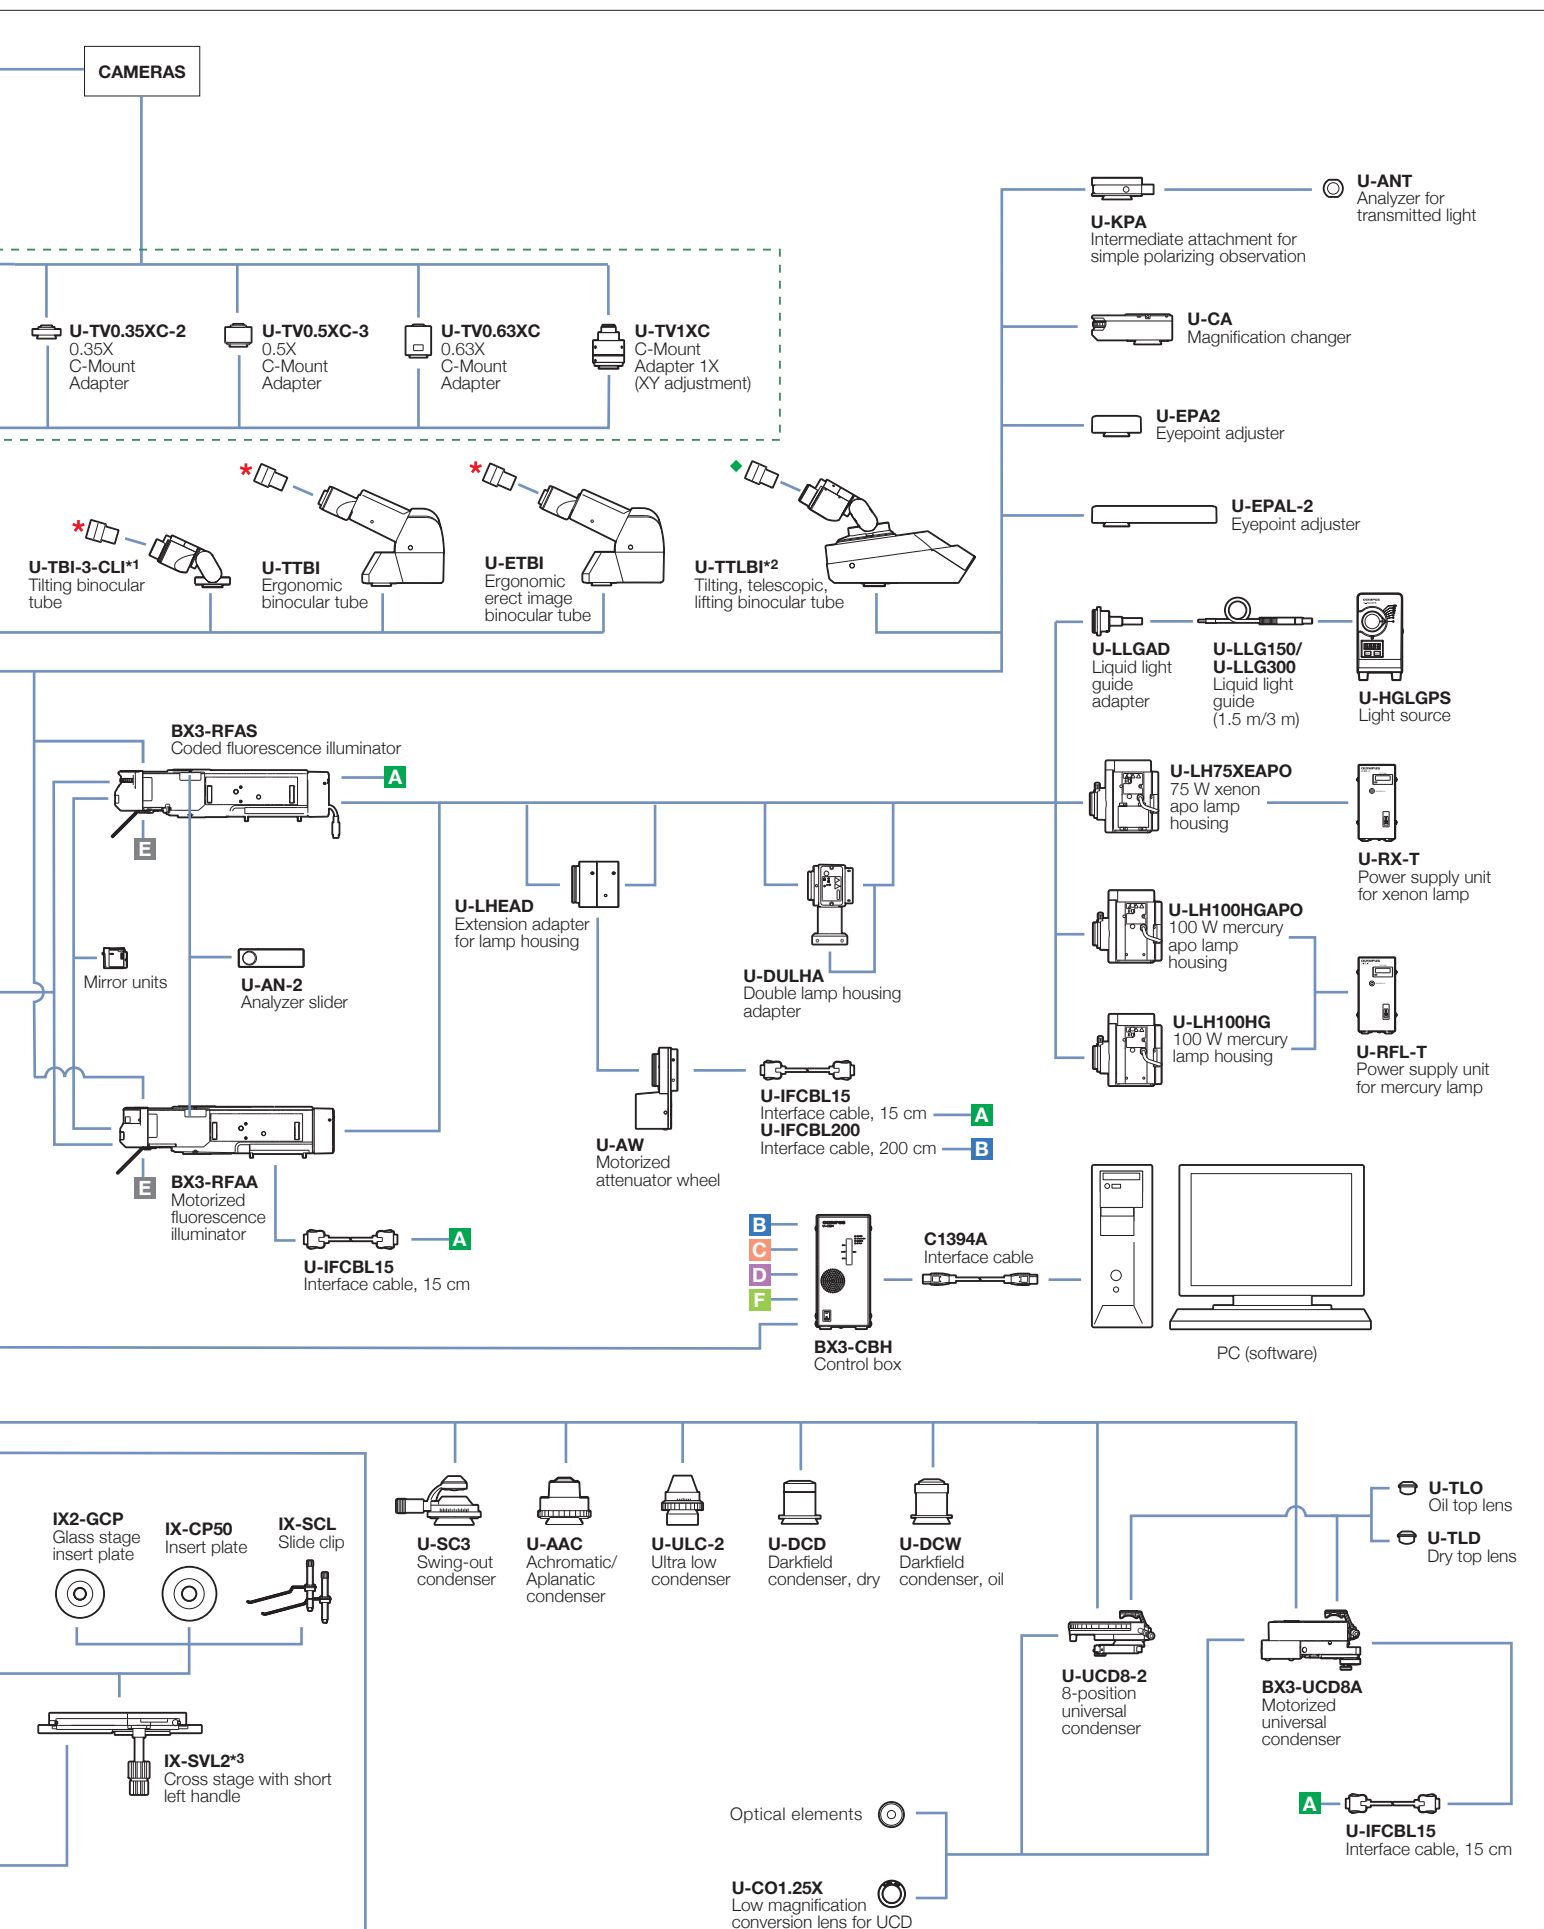 CAMERAS
U-ANT
Analyzer for
transmitted light
U-KPA
Intermediate attachment for
simple polarizing observation
U-TV0.35XC-2
0.35X
C-Mount
Adapter
U-TV0.5XC-3
0.5X
C-Mount
Adapter
U-TV0.63XC
0.63X
C-Mount
Adapter
U-TV1XC
C-Mount
Adapter 1X
(XY adjustment)
U-CA
Magnification changer
U-EPA2
Eyepoint adjuster
U-EPAL-2
Eyepoint adjuster
*
*
*
◆
U-TBI-3-CLI*1
Tilting binocular
tube
U-TTBI
Ergonomic
binocular tube
U-ETBI
Ergonomic
erect image
binocular tube
U-TTLBI*2
Tilting, telescopic,
lifting binocular tube
U-LLGAD
Liquid light
guide
adapter
U-LLG150/
U-LLG300
Liquid light
guide
(1.5 m/3 m)
OLYMPUS
U-HGLGPS
Light source
BX3-RFAS
Coded fluorescence illuminator
A
E
U-LH75XEAPO
75 W xenon
apo lamp
housing
OLYMPUS
U-RX-T
Power supply unit
for xenon lamp
U-LHEAD
Extension adapter
for lamp housing
U-LH100HGAPO
100 W mercury
apo lamp
housing
Mirror units
U-AN-2
Analyzer slider
U-DULHA
Double lamp housing
adapter
OLYMPUS
U-LH100HG
100 W mercury
lamp housing
U-RFL-T
Power supply unit
for mercury lamp
U-IFCBL15
Interface cable, 15 cm
A
U-IFCBL200
Interface cable, 200 cm
B
U-AW
Motorized
attenuator wheel
E
BX3-RFAA
Motorized
fluorescence
illuminator
A
U-IFCBL15
Interface cable, 15 cm
B
C
D
F
OLYMPUS
C1394A
Interface cable
BX3-CBH
Control box
PC (software)
IX2-GCP
Glass stage
insert plate
IX-CP50
Insert plate
IX-SCL
Slide clip
U-SC3
Swing-out
condenser
U-AAC
Achromatic/
Aplanatic
condenser
U-ULC-2
Ultra low
condenser
U-DCD
Darkfield
condenser, dry
U-DCW
Darkfield
condenser, oil
U-TLO
Oil top lens
U-TLD
Dry top lens
U-UCD8-2
8-position
universal
condenser
BX3-UCD8A
Motorized
universal
condenser
IX-SVL2*3
Cross stage with short
left handle
Optical elements
A
U-IFCBL15
Interface cable, 15 cm
U-CO1.25X
Low magnification
conversion lens for UCD